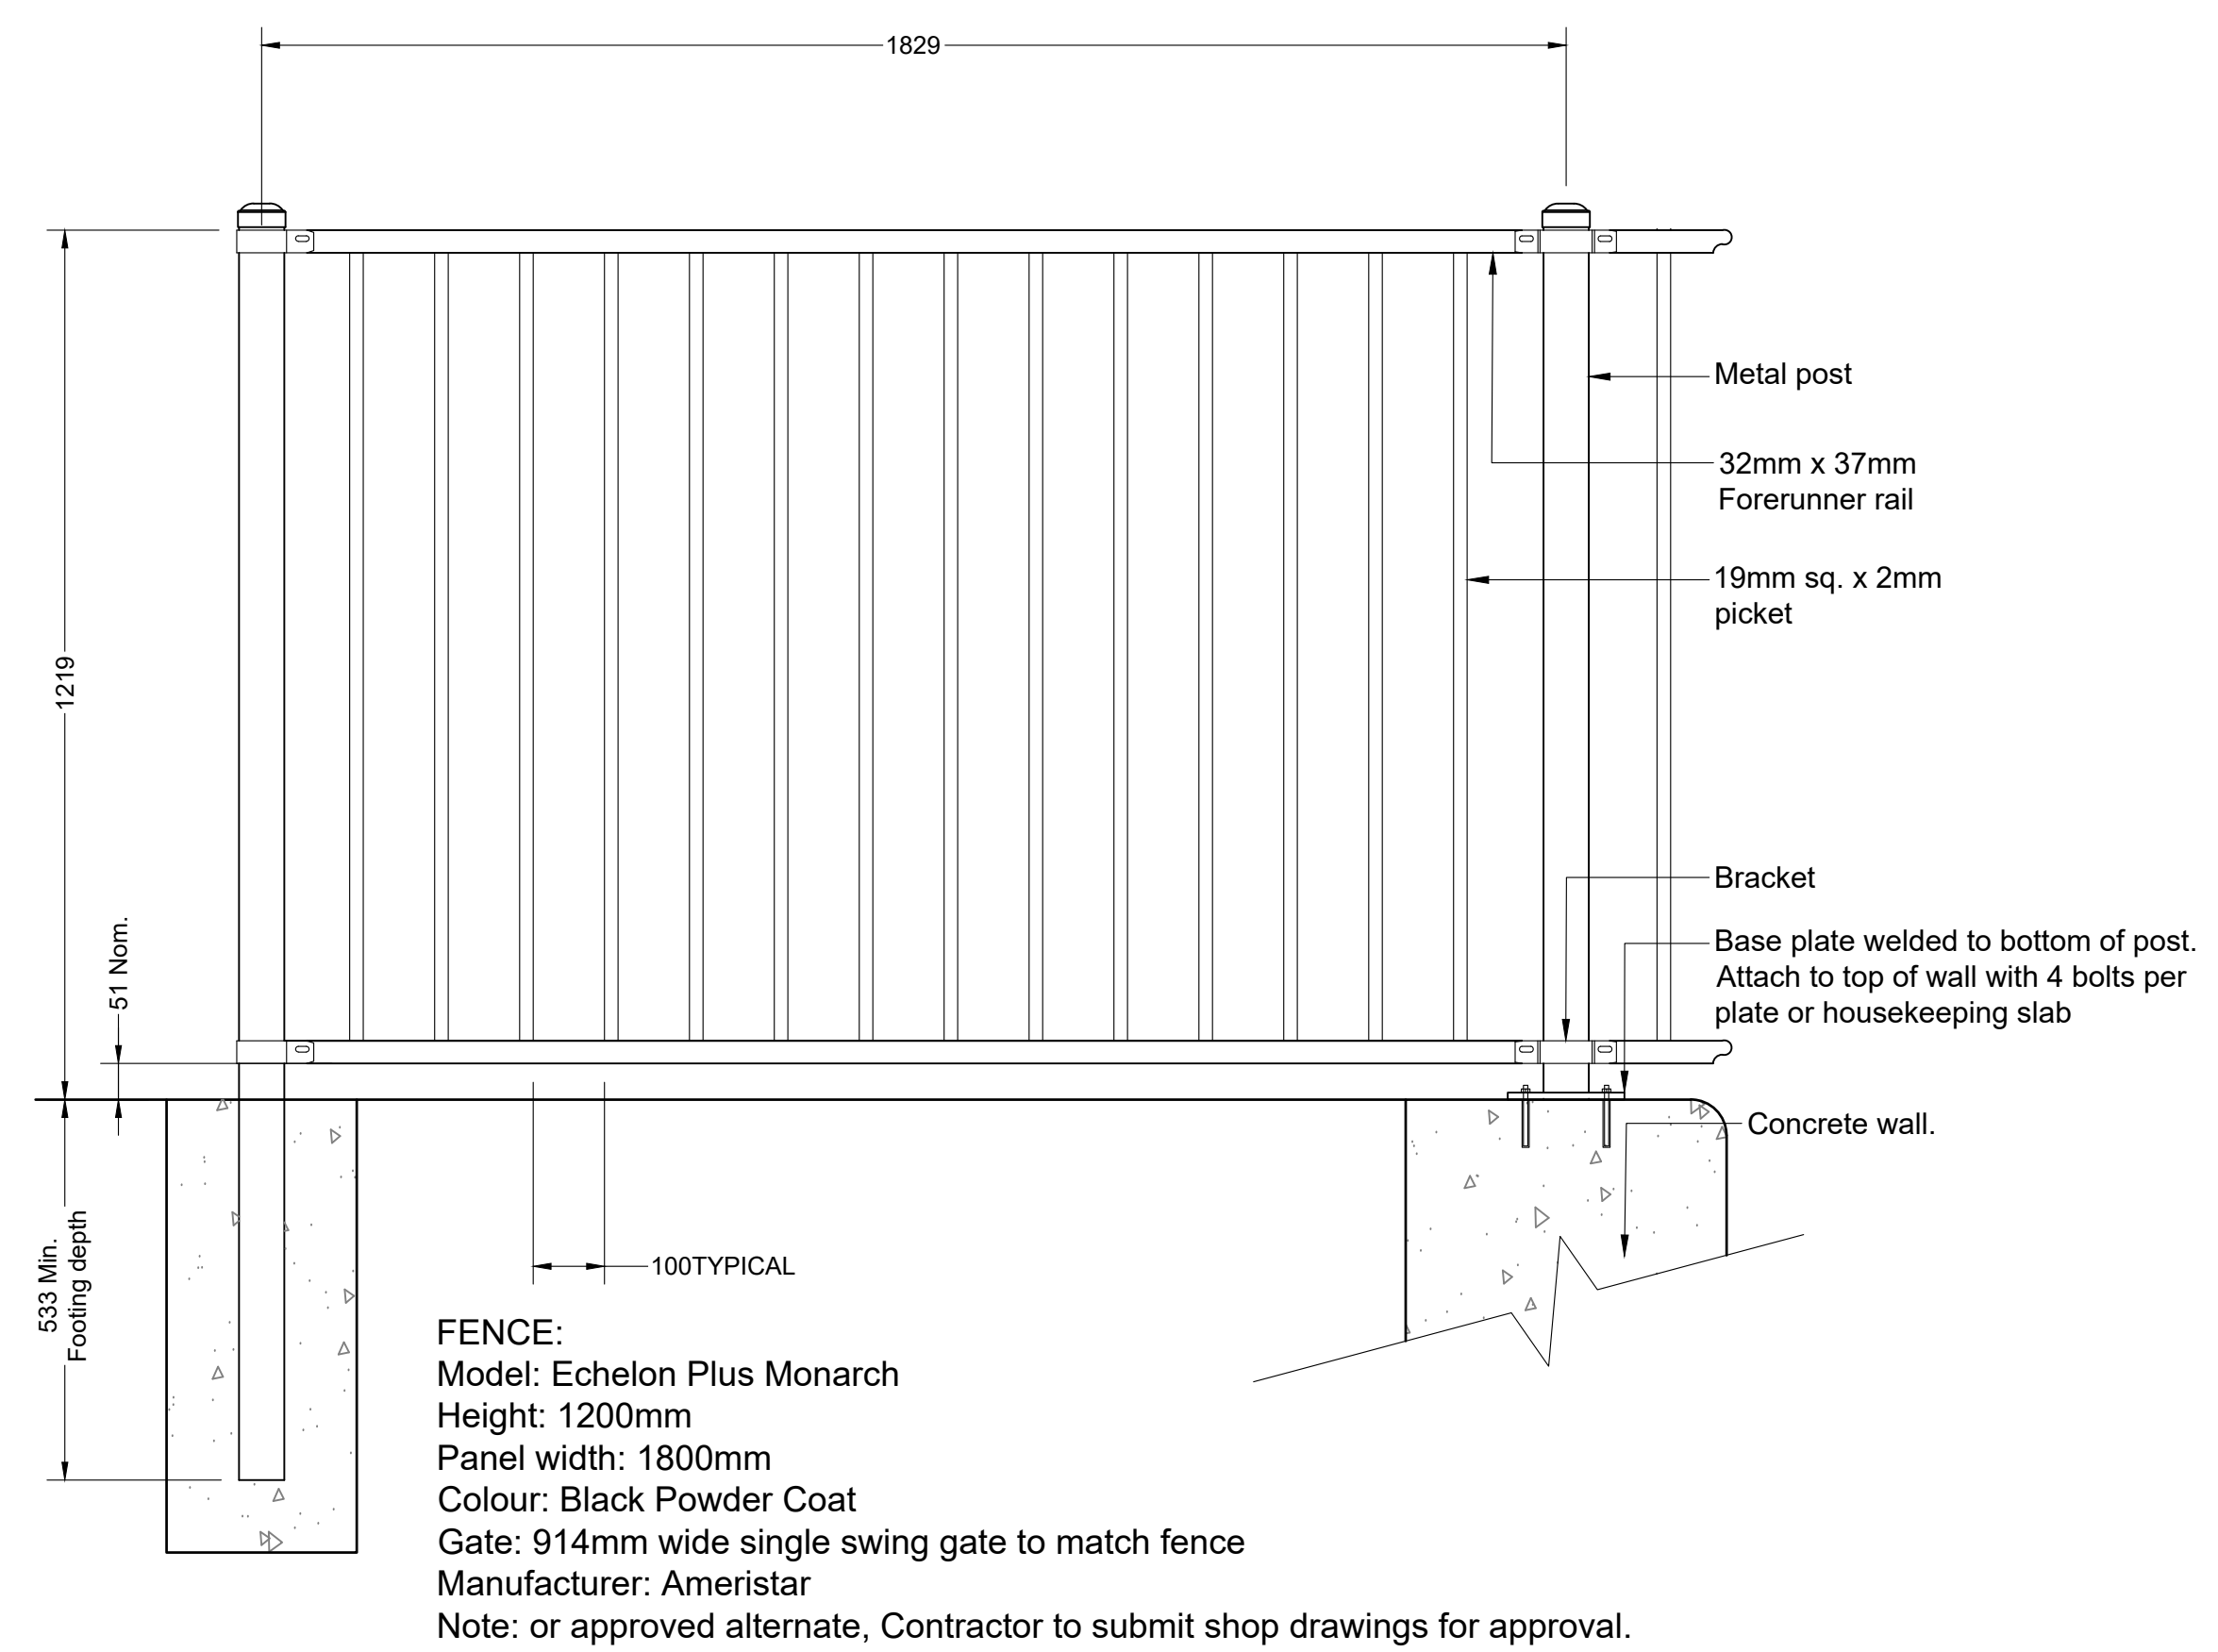 1829
Metal post
32mm x 37mm
Forerunner rail
19mm sq. x 2mm
picket
1219
51 Nom.
Bracket
Base plate welded to bottom of post.
Attach to top of wall with 4 bolts per
plate or housekeeping slab
Concrete wall.
533 Min.
Footing depth
100TYPICAL
FENCE:
Model: Echelon Plus Monarch
Height: 1200mm
Panel width: 1800mm
Colour: Black Powder Coat
Gate: 914mm wide single swing gate to match fence
Manufacturer: Ameristar
Note: or approved alternate, Contractor to submit shop drawings for approval.